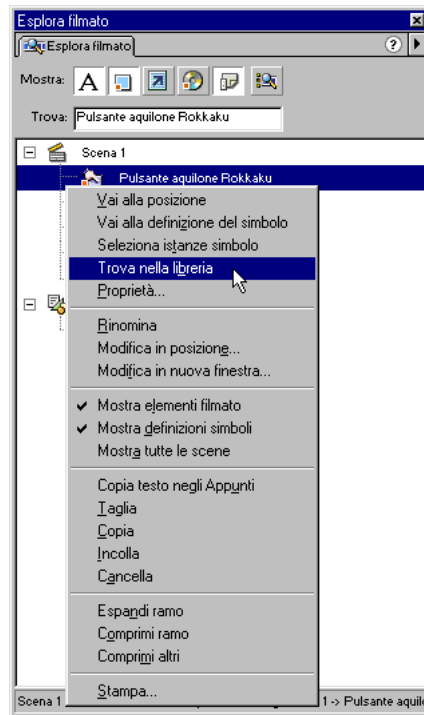 Esplora filmato
Esplora filmato
?
Mostra: A
Trova: Pulsante aquilone Rokkaku
Scena 1
Pulsante aquilone Rokkaku
Vai alla posizione
Vai alla definizione del simbolo
Seleziona istanze simbolo
Trova nella libreria
Proprietà...
Rinomina
Modifica in posizione...
Modifica in nuova finestra...
Mostra elementi filmato
Mostra definizioni simboli
Mostra tutte le scene
Copia testo negli Appunti
Taglia
Copia
Incolla
Cancella
Espandi ramo
Comprimi ramo
Comprimi altri
Stampa...
Scena 1 1 -> Pulsante aquilo